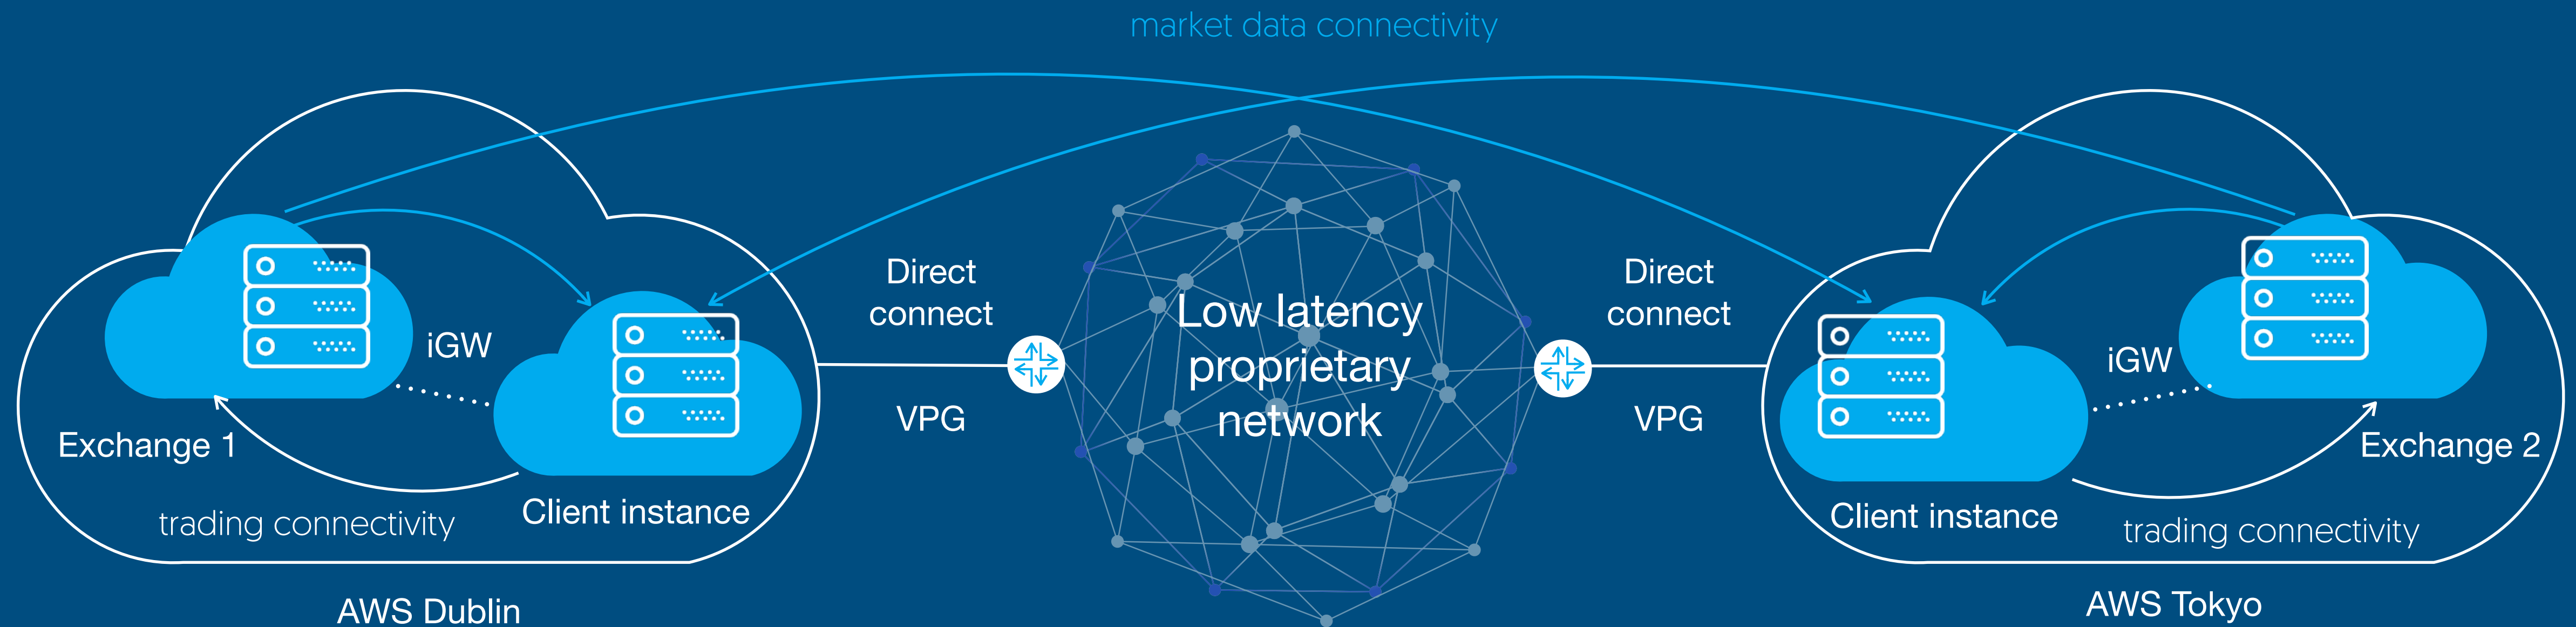 market data connectivity
iGW
Exchange 1
trading connectivity
Client instance
AWS Dublin
Direct
connect
VPG
Low latency
proprietary
network
Direct
connect
VPG
iGW
Exchange 2
Client instance
trading connectivity
AWS Tokyo